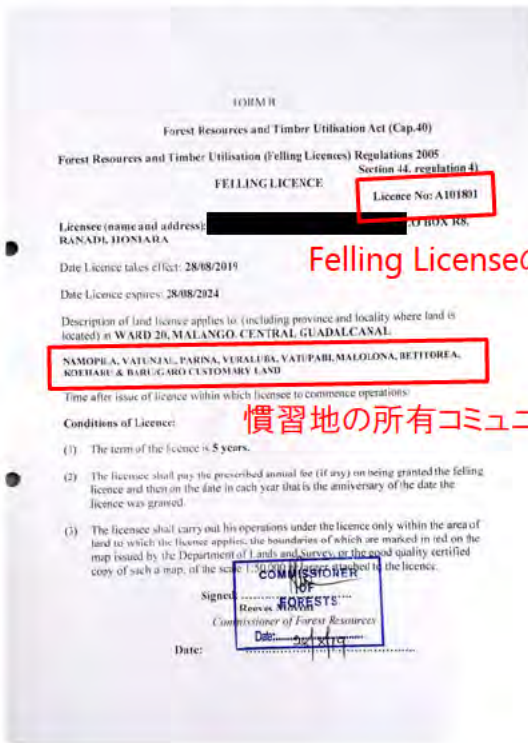 FORM B
Forest Resources and Timber Utilisation Act (Cap.40)
Forest Resources and Timber Utilisation (Felling Licences) Regulations 2005
Section 44, regulation 4)
FELLING LICENCE
Licence No: A101801
Licensee (name and address): P.O BOX R8,
RANADI, HONIARA
Felling Licenseの
Date Licence takes effect: 28/08/2019
Date Licence expires: 28/08/2024
Description of land licence applies to: (including province and locality where land is
located) at WARD 20, MALANGO, CENTRAL GUADALCANAL
NAMOPILA, VATUNJAE, PARINA, VURALUBA, VATUPABI, MALOLONA, BETITOREA,
KOEHARU & BARUGARO CUSTOMARY LAND
Time after issue of licence within which licensee to commence operations:
慣習地の所有コミュニ
Conditions of Licence:
(1) The term of the licence is 5 years.
(2) The licensee shall pay the prescribed annual fee (if any) on being granted the felling
licence and then on the date in each year that is the anniversary of the date the
licence was granted.
(3) The licensee shall carry out his operations under the licence only within the area of
land to which the licence applies, the boundaries of which are marked in red on the
map issued by the Department of Lands and Survey, or the good quality certified
copy of such a map, of the scale 1:50,000 or larger attached to the licence.
COMMISSIONER
OF
FORESTS
Signed:
Reeves
Commissioner of Forest Resources
Date:
Date: